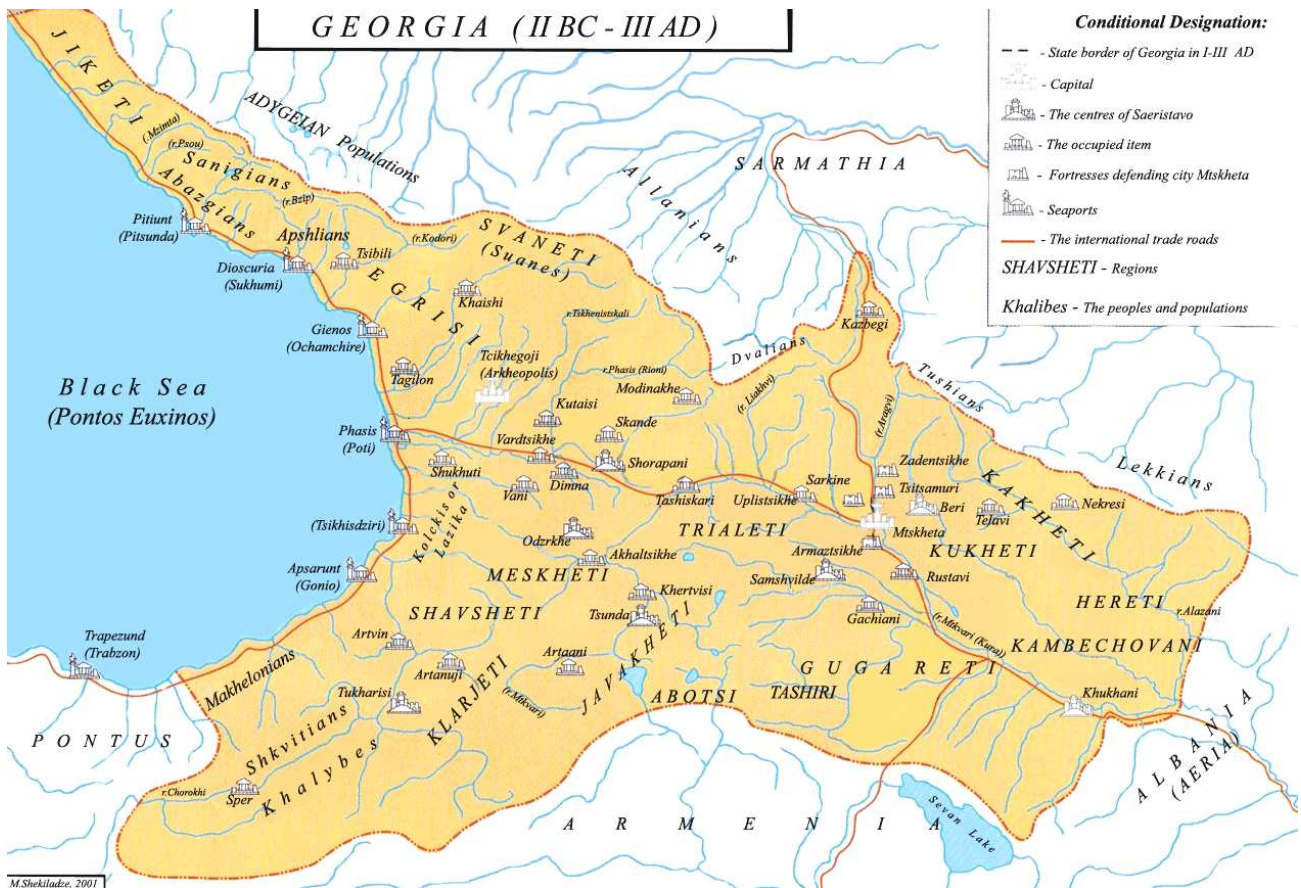 GEORGIA (II BC - III AD)
Conditional Designation:
- State border of Georgia in I-III AD
- Capital
- The centres of Saeristavo
- The occupied item
- Fortresses defending city Mtskheta
- Seaports
- The international trade roads
SHAVSHETI - Regions
Khalibes - The peoples and populations
JIKETI
(.Mzimta)
(r.Psou)
Sanigians
Abazgians
(r.Bzip)
ADYGEIAN Populations
Allanians
SARMATHIA
Pitiunt
(Pitsunda)
Apshlians
Tsibili
(r.Kodori)
SVANETI
(Suanes)
Dioscuria
(Sukhumi)
EGRISI
Khaishi
r.Tskhenistskali
Kazbegi
Gienos
(Ochamchire)
Dvalians
Tushians
Tcikhegoji
(Arkheopolis)
Tagilon
r.Phasis (Rioni)
Modinakhe
(r. Liakhvi)
(r.Aragvi)
Black Sea
(Pontos Euxinos)
Kutaisi
Skande
Phasis
(Poti)
Vardtsikhe
Shukhuti
Shorapani
Vani
Dimna
Tashiskari
Uplistsikhe
Sarkine
Zadentsikhe
Tsitsamuri
Beri
KAKHETI
Telavi
Nekresi
Lekkians
(Tsikhisdziri)
Kolckis or
Lazika
Odzrkhe
TRIALETI
Mtskheta
Armaztsikhe
KUKHETI
Akhaltsikhe
Apsarunt
(Gonio)
MESKHETI
Samshvilde
Rustavi
Khertvisi
SHAVSHETI
Tsunda
Gachiani
HERETI
r.Alazani
(r.Mtkvari (Kura))
KAMBECHOVANI
Trapezund
(Trabzon)
Artvin
Artanuji
Artaani
JAVAKHETI
GUGA RETI
Makhelonians
Tukharisi
KLARJETI
(r.Mtkvari)
ABOTSI
TASHIRI
Khukhani
PONTUS
Shkvitians
Khalybes
r.Chorokhi
Sper
ALBANIA
(AERIA)
ARMENIA
Sevan Lake
M.Shekiladze, 2001